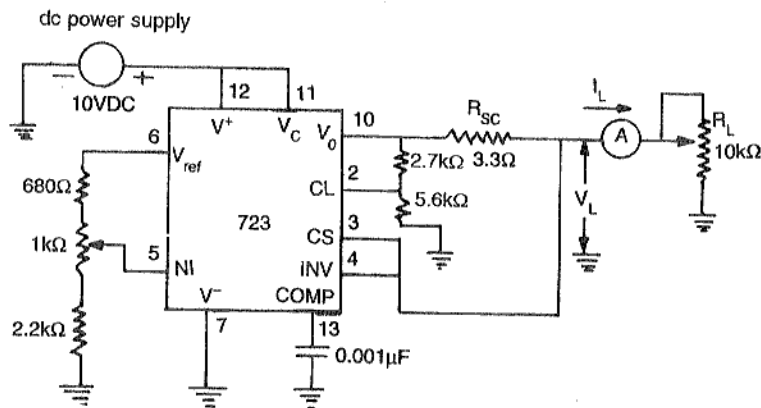 dc power supply
10VDC
12
11
V+
VC
10
Vo
RSC
3.3Ω
IL
A
RL
10kΩ
6
Vref
680Ω
2
CL
2.7kΩ
5.6kΩ
723
VL
1kΩ
5
NI
3
CS
4
INV
V−
COMP
2.2kΩ
7
13
0.001μF